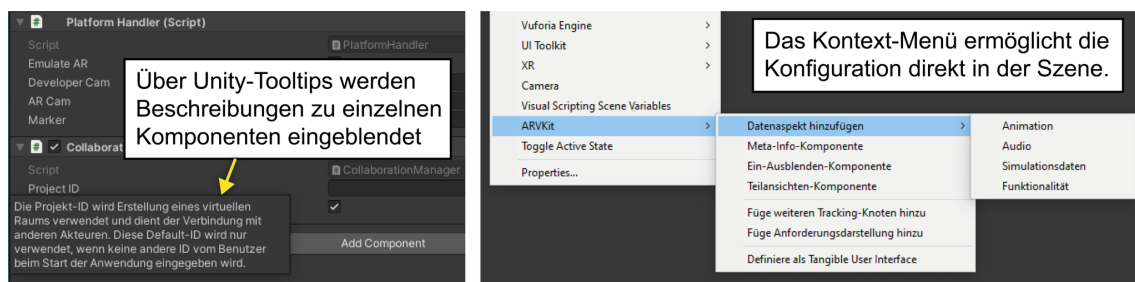 Platform Handler (Script)
Script
PlatformHandler
Emulate AR
Developer Cam
AR Cam
Marker
Über Unity-Tooltips werden
Beschreibungen zu einzelnen
Komponenten eingeblendet
Script
CollaborationManager
Project ID
Die Projekt-ID wird Erstellung eines virtuellen
Raums verwendet und dient der Verbindung mit
anderen Akteuren. Diese Default-ID wird nur
verwendet, wenn keine andere ID vom Benutzer
beim Start der Anwendung eingegeben wird.
Add Component
Vuforia Engine
UI Toolkit
XR
Camera
Visual Scripting Scene Variables
ARVKit
Toggle Active State
Properties...
Das Kontext-Menü ermöglicht die
Konfiguration direkt in der Szene.
Datenaspekt hinzufügen
Meta-Info-Komponente
Ein-Ausblenden-Komponente
Teilansichten-Komponente
Füge weiteren Tracking-Knoten hinzu
Füge Anforderungsdarstellung hinzu
Definiere als Tangible User Interface
Animation
Audio
Simulationsdaten
Funktionalität